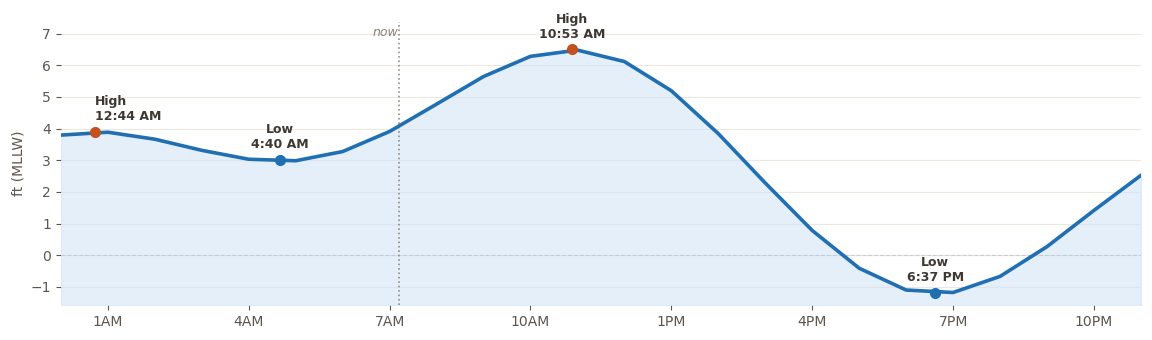 High
10:53 AM
now
High
12:44 AM
Low
4:40 AM
Low
6:37 PM
ft (MLLW)
7
6
5
4
3
2
1
0
−1
1AM
4AM
7AM
10AM
1PM
4PM
7PM
10PM